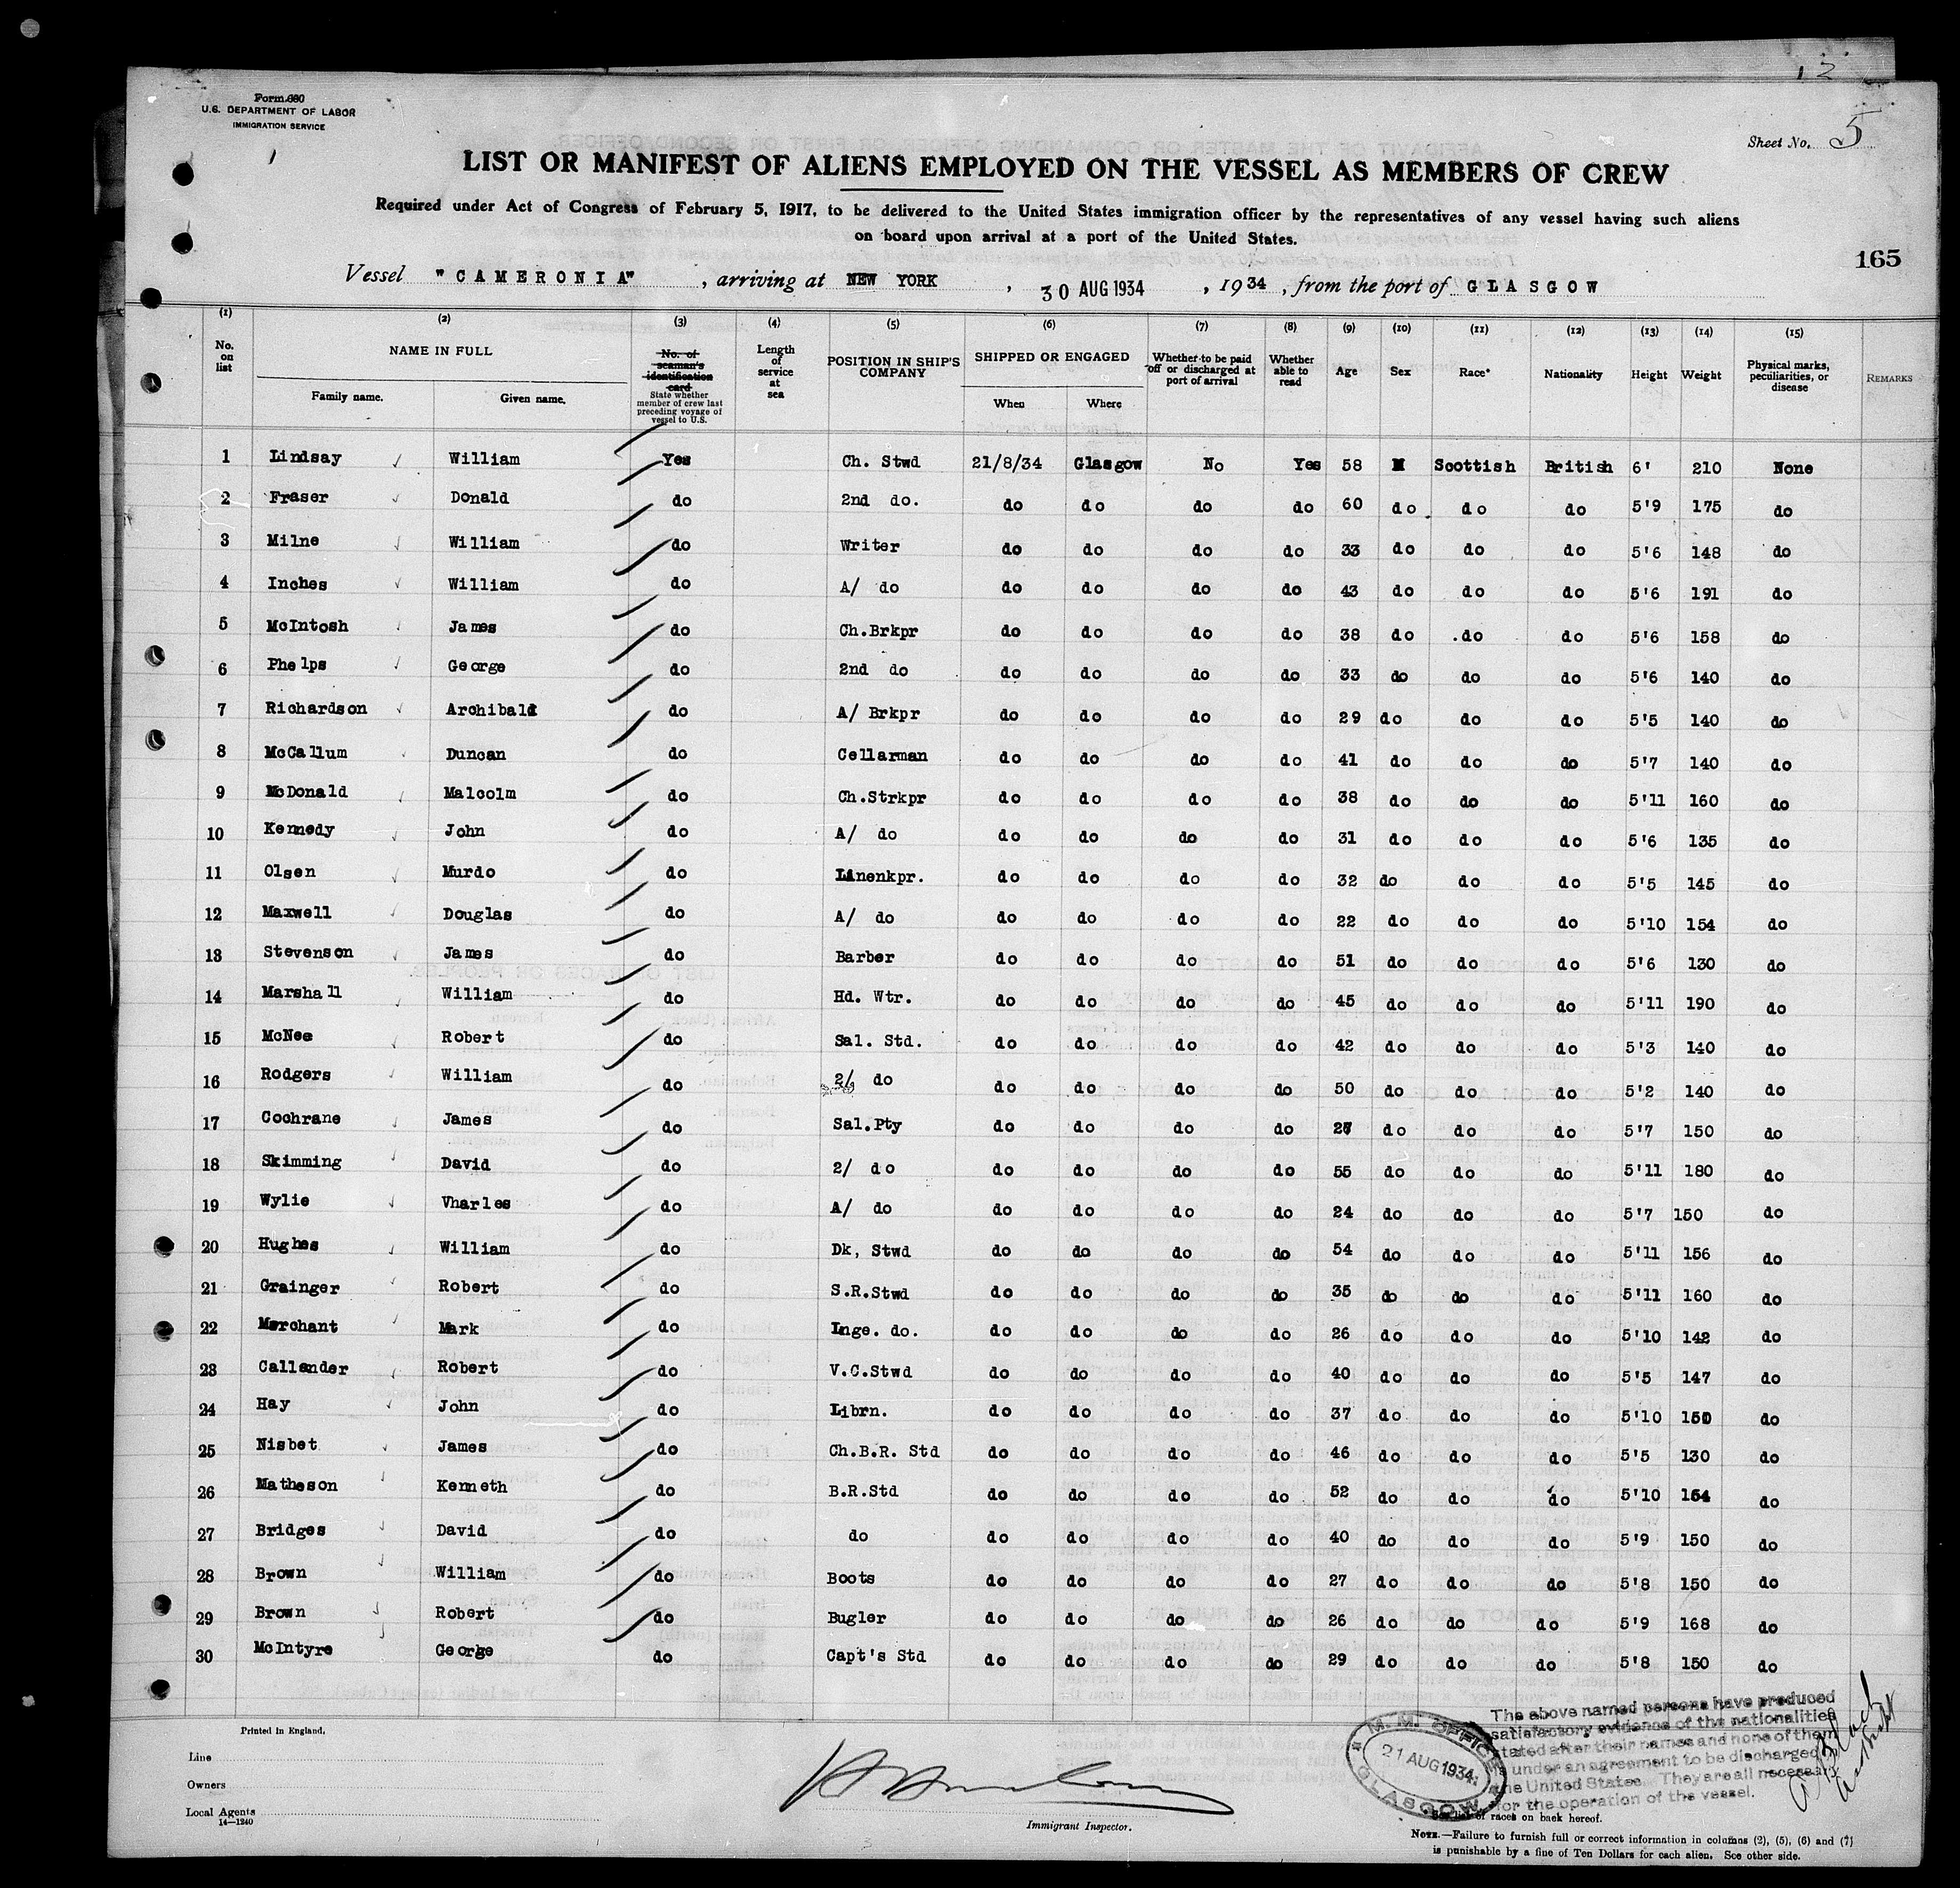 12
Form 680
U.S. DEPARTMENT OF LABOR
IMMIGRATION SERVICE
Sheet No. 5
LIST OR MANIFEST OF ALIENS EMPLOYED ON THE VESSEL AS MEMBERS OF CREW
Required under Act of Congress of February 5, 1917, to be delivered to the United States immigration officer by the representatives of any vessel having such aliens
on board upon arrival at a port of the United States.
165
Vessel "CAMERONIA", arriving at NEW YORK, 30 AUG 1934, 1934, from the port of GLASGOW
(1) (2) (3) (4) (5) (6) (7) (8) (9) (10) (11) (12) (13) (14) (15)
No. on list NAME IN FULL Family name. Given name. No. of seaman's identification card State whether member of crew last preceding voyage of vessel to U.S. Length of service at sea POSITION IN SHIP'S COMPANY SHIPPED OR ENGAGED When Where Whether to be paid off or discharged at port of arrival Whether able to read Age Sex Race* Nationality Height Weight Physical marks, peculiarities, or disease REMARKS
1 Lindsay William Yes Ch. Stwd 21/8/34 Glasgow No Yes 58 M Scottish British 6' 210 None
2 Fraser Donald do 2nd do. do do do do 60 do do do 5'9 175 do
3 Milne William do Writer do do do do 33 do do do 5'6 148 do
4 Inches William do A/ do do do do do 43 do do do 5'6 191 do
5 McIntosh James do Ch.Brkpr do do do do 38 do do do 5'6 158 do
6 Phelps George do 2nd do do do do do 33 do do do 5'6 140 do
7 Richardson Archibald do A/ Brkpr do do do do 29 do do do 5'5 140 do
8 McCallum Duncan do Cellarman do do do do 41 do do do 5'7 140 do
9 McDonald Malcolm do Ch.Strkpr do do do do 38 do do do 5'11 160 do
10 Kennedy John do A/ do do do do do 31 do do do 5'6 135 do
11 Olsen Murdo do Linenkpr. do do do do 32 do do do 5'5 145 do
12 Maxwell Douglas do A/ do do do do do 22 do do do 5'10 154 do
13 Stevenson James do Barber do do do do 51 do do do 5'6 130 do
14 Marshall William do Hd. Wtr. do do do do 45 do do do 5'11 190 do
15 McNee Robert do Sal. Std. do do do do 42 do do do 5'3 140 do
16 Rodgers William do 2/ do do do do do 50 do do do 5'2 140 do
17 Cochrane James do Sal.Pty do do do do do do do 5'7 150 do
18 Skimming David do 2/ do do do do do 55 do do do 5'11 180 do
19 Wylie Vharles do A/ do do do do do 24 do do do 5'7 150 do
20 Hughes William do Dk, Stwd do do do do 54 do do do 5'11 156 do
21 Grainger Robert do S.R.Stwd do do do do 35 do do do 5'11 160 do
22 Merchant Mark do Lnge. do. do do do do 26 do do do 5'10 142 do
23 Callander Robert do V.C.Stwd do do do do 40 do do do 5'5 147 do
24 Hay John do Librn. do do do do 37 do do do 5'10 do
25 Nisbet James do Ch.B.R. Std do do do do 46 do do do 5'5 130 do
26 Matheson Kenneth do B.R.Std do do do do 52 do do do 5'10 154 do
27 Bridges David do do do do do do 40 do do do 5'9 150 do
28 Brown William do Boots do do do do 27 do do do 5'8 150 do
29 Brown Robert do Bugler do do do do 26 do do do 5'9 168 do
30 McIntyre George do Capt's Std do do do do 29 do do do 5'8 150 do
Printed in England.
Line
Owners
Local Agents
14—1240
Immigrant Inspector.
M. M. OFFICE
21 AUG 1934
GLASGOW
The above named persons have produced
satisfactory evidence of the nationalities
stated after their names and none of them
is under an agreement to be discharged in
the United States. They are all necessary
for the operation of the vessel.
See list of races on back hereof.
NOTE.—Failure to furnish full or correct information in columns (2), (5), (6) and (7)
is punishable by a fine of Ten Dollars for each alien. See other side.